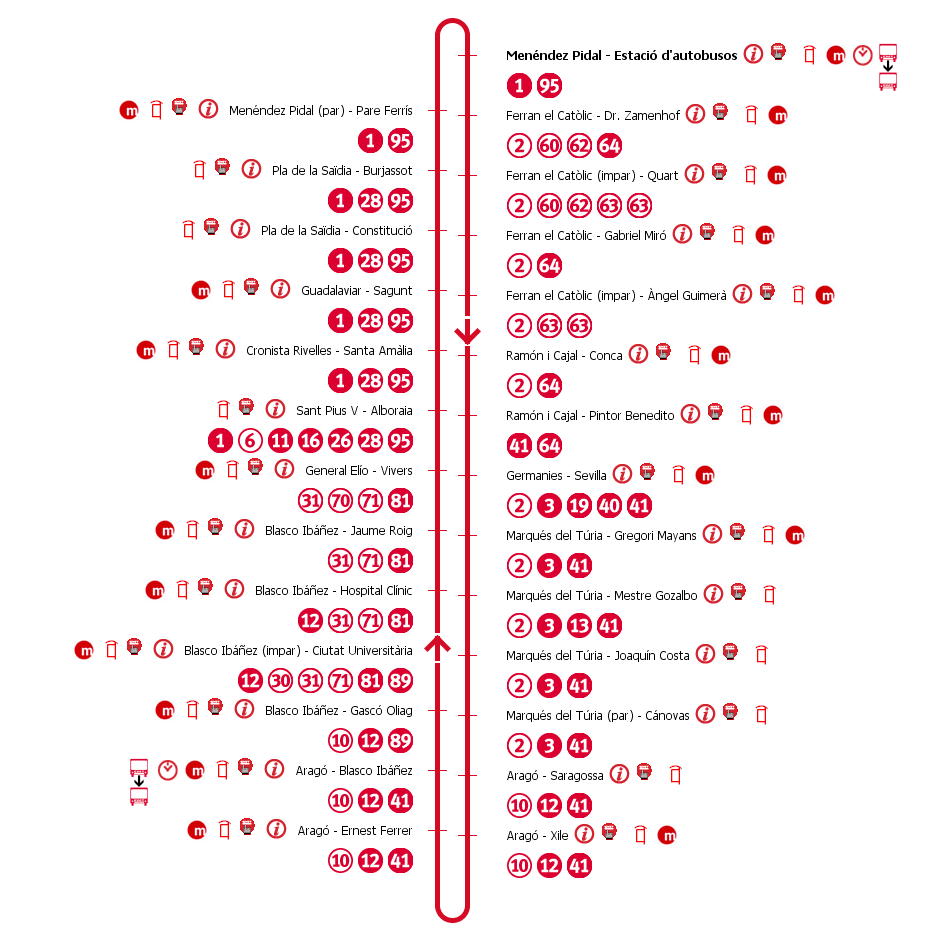 Menéndez Pidal - Estació d'autobusos
1 95
Ferran el Catòlic - Dr. Zamenhof
2 60 62 64
Ferran el Catòlic (impar) - Quart
2 60 62 63 63
Ferran el Catòlic - Gabriel Miró
2 64
Ferran el Catòlic (impar) - Àngel Guimerà
2 63 63
Ramón i Cajal - Conca
2 64
Ramón i Cajal - Pintor Benedito
41 64
Germanies - Sevilla
2 3 19 40 41
Marqués del Túria - Gregori Mayans
2 3 41
Marqués del Túria - Mestre Gozalbo
2 3 13 41
Marqués del Túria - Joaquín Costa
2 3 41
Marqués del Túria (par) - Cánovas
2 3 41
Aragó - Saragossa
10 12 41
Aragó - Xile
10 12 41
Menéndez Pidal (par) - Pare Ferrís
1 95
Pla de la Saïdia - Burjassot
1 28 95
Pla de la Saïdia - Constitució
1 28 95
Guadalaviar - Sagunt
1 28 95
Cronista Rivelles - Santa Amàlia
1 28 95
Sant Pius V - Alboraia
1 6 11 16 26 28 95
General Elío - Vivers
31 70 71 81
Blasco Ibáñez - Jaume Roig
31 71 81
Blasco Ibáñez - Hospital Clínic
12 31 71 81
Blasco Ibáñez (impar) - Ciutat Universitària
12 30 31 71 81 89
Blasco Ibáñez - Gascó Oliag
10 12 89
Aragó - Blasco Ibáñez
10 12 41
Aragó - Ernest Ferrer
10 12 41